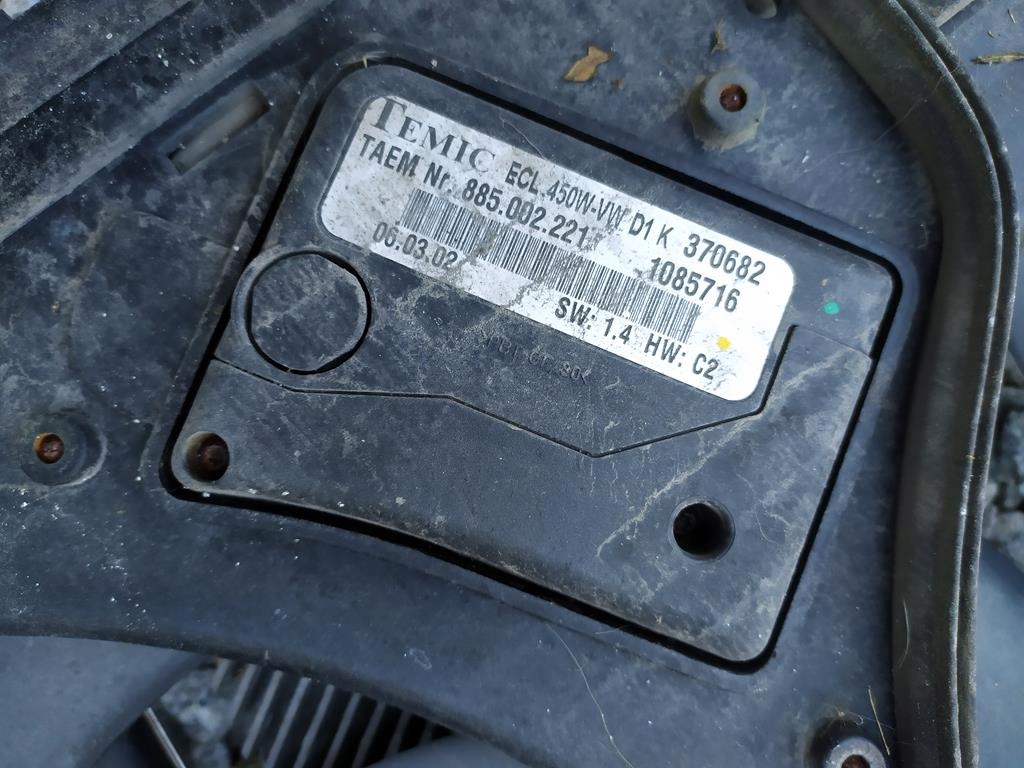 TEMIC ECL 450W-VW D1 K 370682
TAEM Nr. 885.002.221 1085716
06.03.02 SW: 1.4 HW: C2